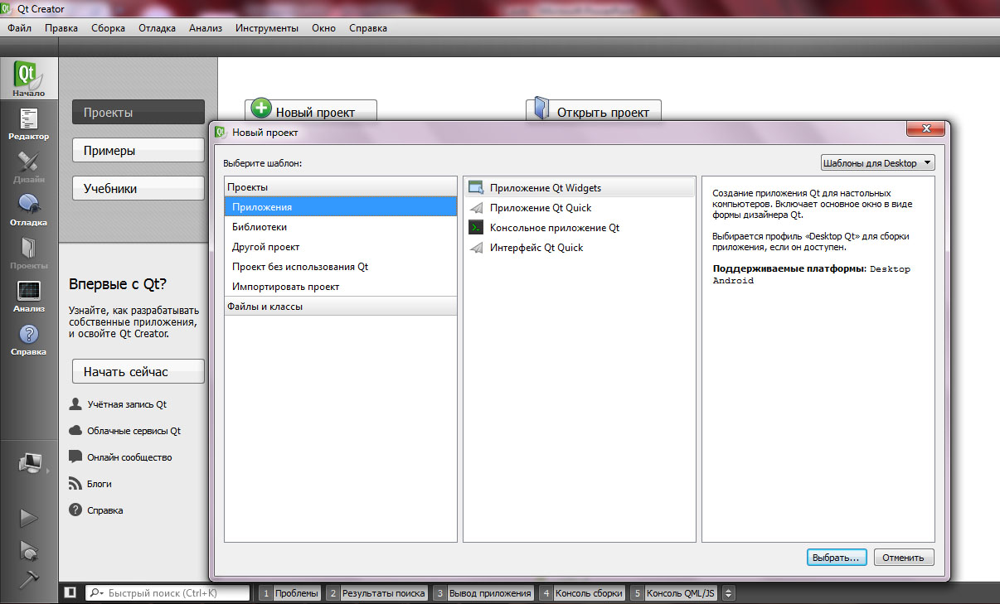 Qt Creator
Файл Правка Сборка Отладка Анализ Инструменты Окно Справка
Qt
Начало
Редактор
Дизайн
Отладка
Проекты
Анализ
Справка
Проекты
Примеры
Учебники
Новый проект
Открыть проект
Впервые с Qt?
Узнайте, как разрабатывать
собственные приложения,
и освойте Qt Creator.
Начать сейчас
Учётная запись Qt
Облачные сервисы Qt
Онлайн сообщество
Блоги
Справка
Новый проект
Выберите шаблон:
Шаблоны для Desktop
Проекты
Приложения
Библиотеки
Другой проект
Проект без использования Qt
Импортировать проект
Файлы и классы
Приложение Qt Widgets
Приложение Qt Quick
Консольное приложение Qt
Интерфейс Qt Quick
Создание приложения Qt для настольных
компьютеров. Включает основное окно в виде
формы дизайнера Qt.
Выбирается профиль «Desktop Qt» для сборки
приложения, если он доступен.
Поддерживаемые платформы: Desktop
Android
Выбрать... Отменить
Быстрый поиск (Ctrl+K)
1 Проблемы 2 Результаты поиска 3 Вывод приложения 4 Консоль сборки 5 Консоль QML/JS